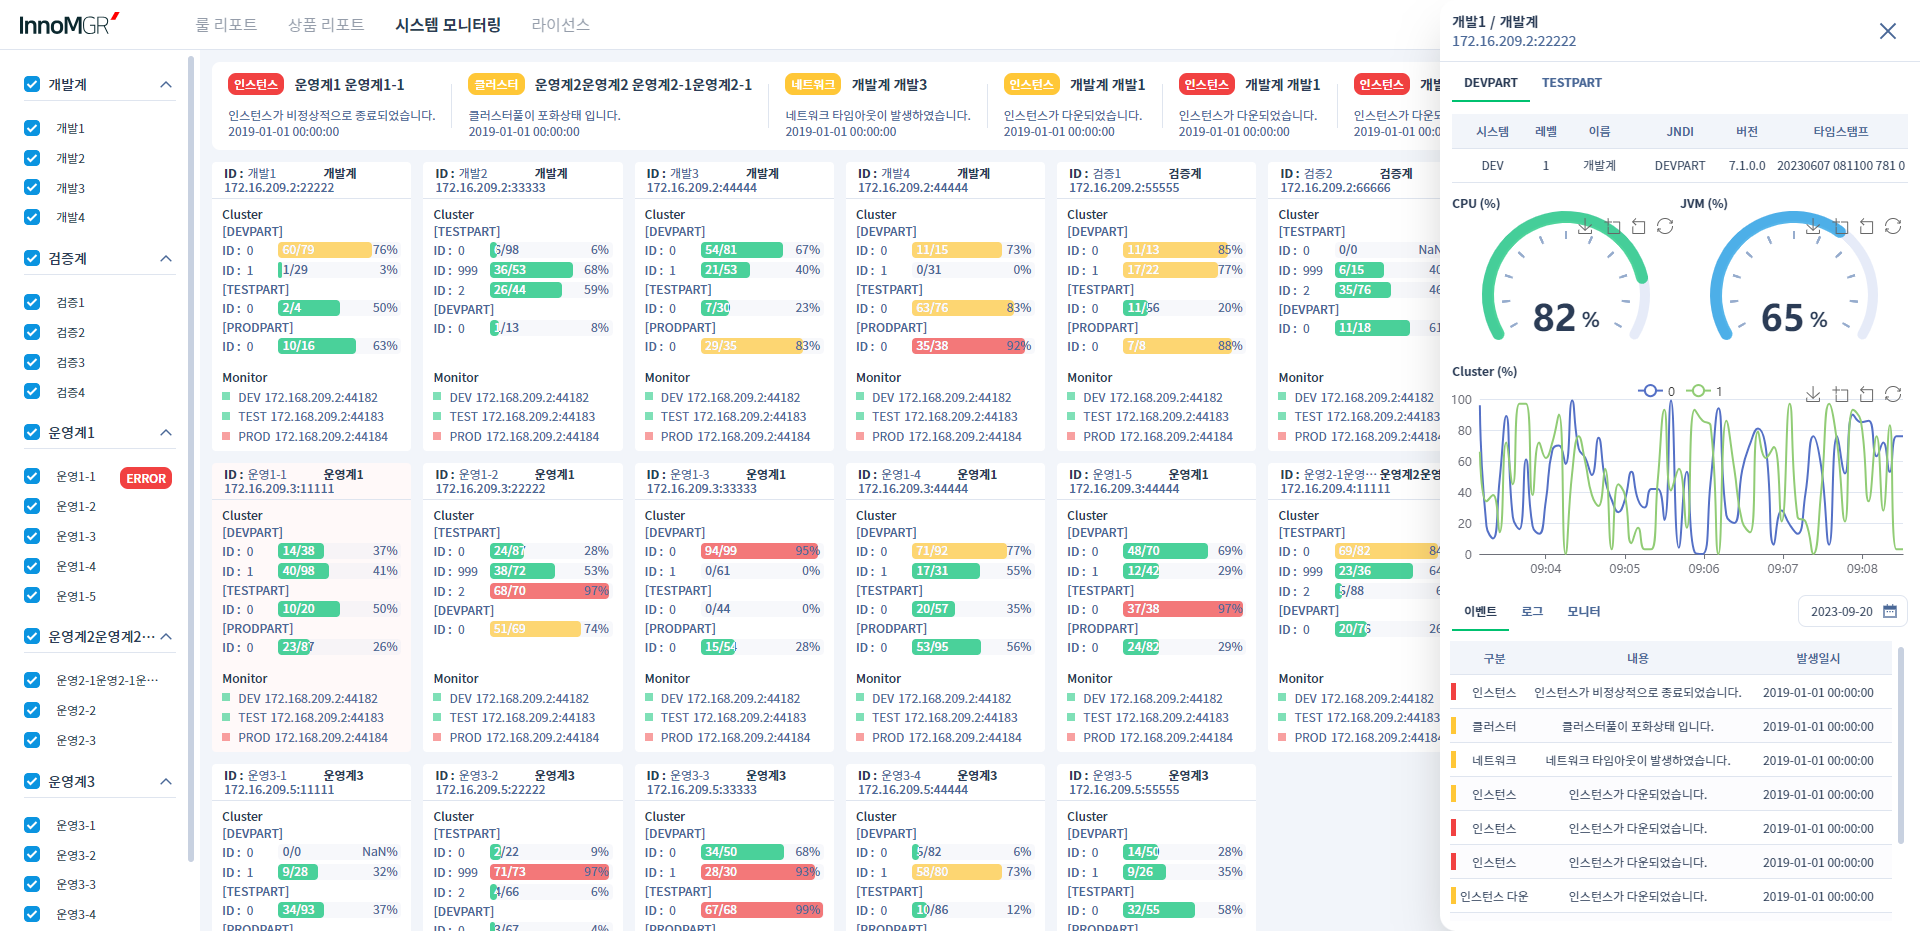 InnoMGR
룰 리포트
상품 리포트
시스템 모니터링
라이선스
개발계
개발1
개발2
개발3
개발4
검증계
검증1
검증2
검증3
검증4
운영계1
운영1-1 ERROR
운영1-2
운영1-3
운영1-4
운영1-5
운영계2운영계2…
운영2-1운영2-1운…
운영2-2
운영2-3
운영계3
운영3-1
운영3-2
운영3-3
운영3-4
인스턴스 운영계1 운영계1-1
인스턴스가 비정상적으로 종료되었습니다.
2019-01-01 00:00:00
클러스터 운영계2운영계2 운영계2-1운영계2-1
클러스터풀이 포화상태 입니다.
2019-01-01 00:00:00
네트워크 개발계 개발3
네트워크 타임아웃이 발생하였습니다.
2019-01-01 00:00:00
인스턴스 개발계 개발1
인스턴스가 다운되었습니다.
2019-01-01 00:00:00
인스턴스 개발계 개발1
인스턴스가 다운되었습니다.
2019-01-01 00:00:00
인스턴스
인스턴스가
2019-01-01 00:0
ID : 개발1 개발계
172.16.209.2:22222
Cluster
[DEVPART]
ID : 0 60/79 76%
ID : 1 1/29 3%
[TESTPART]
ID : 0 2/4 50%
[PRODPART]
ID : 0 10/16 63%
Monitor
DEV 172.168.209.2:44182
TEST 172.168.209.2:44183
PROD 172.168.209.2:44184
ID : 개발2 개발계
172.16.209.2:33333
Cluster
[TESTPART]
ID : 0 6/98 6%
ID : 999 36/53 68%
ID : 2 26/44 59%
[DEVPART]
ID : 0 1/13 8%
Monitor
DEV 172.168.209.2:44182
TEST 172.168.209.2:44183
PROD 172.168.209.2:44184
ID : 개발3 개발계
172.16.209.2:44444
Cluster
[DEVPART]
ID : 0 54/81 67%
ID : 1 21/53 40%
[TESTPART]
ID : 0 7/30 23%
[PRODPART]
ID : 0 29/35 83%
Monitor
DEV 172.168.209.2:44182
TEST 172.168.209.2:44183
PROD 172.168.209.2:44184
ID : 개발4 개발계
172.16.209.2:44444
Cluster
[DEVPART]
ID : 0 11/15 73%
ID : 1 0/31 0%
[TESTPART]
ID : 0 63/76 83%
[PRODPART]
ID : 0 35/38 92%
Monitor
DEV 172.168.209.2:44182
TEST 172.168.209.2:44183
PROD 172.168.209.2:44184
ID : 검증1 검증계
172.16.209.2:55555
Cluster
[DEVPART]
ID : 0 11/13 85%
ID : 1 17/22 77%
[TESTPART]
ID : 0 11/56 20%
[PRODPART]
ID : 0 7/8 88%
Monitor
DEV 172.168.209.2:44182
TEST 172.168.209.2:44183
PROD 172.168.209.2:44184
ID : 검증2 검증계
172.16.209.2:66666
Cluster
[TESTPART]
ID : 0 0/0 NaN
ID : 999 6/15 40
ID : 2 35/76 46
[DEVPART]
ID : 0 11/18 61
Monitor
DEV 172.168.209.2:44182
TEST 172.168.209.2:44183
PROD 172.168.209.2:44184
ID : 운영1-1 운영계1
172.16.209.3:11111
Cluster
[DEVPART]
ID : 0 14/38 37%
ID : 1 40/98 41%
[TESTPART]
ID : 0 10/20 50%
[PRODPART]
ID : 0 23/87 26%
Monitor
DEV 172.168.209.2:44182
TEST 172.168.209.2:44183
PROD 172.168.209.2:44184
ID : 운영1-2 운영계1
172.16.209.3:22222
Cluster
[TESTPART]
ID : 0 24/87 28%
ID : 999 38/72 53%
ID : 2 68/70 97%
[DEVPART]
ID : 0 51/69 74%
Monitor
DEV 172.168.209.2:44182
TEST 172.168.209.2:44183
PROD 172.168.209.2:44184
ID : 운영1-3 운영계1
172.16.209.3:33333
Cluster
[DEVPART]
ID : 0 94/99 95%
ID : 1 0/61 0%
[TESTPART]
ID : 0 0/44 0%
[PRODPART]
ID : 0 15/54 28%
Monitor
DEV 172.168.209.2:44182
TEST 172.168.209.2:44183
PROD 172.168.209.2:44184
ID : 운영1-4 운영계1
172.16.209.3:44444
Cluster
[DEVPART]
ID : 0 71/92 77%
ID : 1 17/31 55%
[TESTPART]
ID : 0 20/57 35%
[PRODPART]
ID : 0 53/95 56%
Monitor
DEV 172.168.209.2:44182
TEST 172.168.209.2:44183
PROD 172.168.209.2:44184
ID : 운영1-5 운영계1
172.16.209.3:44444
Cluster
[DEVPART]
ID : 0 48/70 69%
ID : 1 12/42 29%
[TESTPART]
ID : 0 37/38 97%
[PRODPART]
ID : 0 24/82 29%
Monitor
DEV 172.168.209.2:44182
TEST 172.168.209.2:44183
PROD 172.168.209.2:44184
ID : 운영2-1운영… 운영계2운영
172.16.209.4:11111
Cluster
[TESTPART]
ID : 0 69/82 84
ID : 999 23/36 64
ID : 2 5/88 6
[DEVPART]
ID : 0 20/76 26
Monitor
DEV 172.168.209.2:44182
TEST 172.168.209.2:44183
PROD 172.168.209.2:44184
ID : 운영3-1 운영계3
172.16.209.5:11111
Cluster
[DEVPART]
ID : 0 0/0 NaN%
ID : 1 9/28 32%
[TESTPART]
ID : 0 34/93 37%
[PRODPART]
ID : 운영3-2 운영계3
172.16.209.5:22222
Cluster
[TESTPART]
ID : 0 2/22 9%
ID : 999 71/73 97%
ID : 2 4/66 6%
[DEVPART]
ID : 0 3/67 4%
ID : 운영3-3 운영계3
172.16.209.5:33333
Cluster
[DEVPART]
ID : 0 34/50 68%
ID : 1 28/30 93%
[TESTPART]
ID : 0 67/68 99%
[PRODPART]
ID : 운영3-4 운영계3
172.16.209.5:44444
Cluster
[DEVPART]
ID : 0 5/82 6%
ID : 1 58/80 73%
[TESTPART]
ID : 0 10/86 12%
[PRODPART]
ID : 운영3-5 운영계3
172.16.209.5:55555
Cluster
[DEVPART]
ID : 0 14/50 28%
ID : 1 9/26 35%
[TESTPART]
ID : 0 32/55 58%
[PRODPART]
개발1 / 개발계
172.16.209.2:22222
DEVPART TESTPART
시스템 레벨 이름 JNDI 버전 타임스탬프
DEV 1 개발계 DEVPART 7.1.0.0 20230607 081100 781 0
CPU (%)
82 %
JVM (%)
65 %
Cluster (%)
0 1
100
80
60
40
20
0
09:04 09:05 09:06 09:07 09:08
이벤트 로그 모니터 2023-09-20
구분 내용 발생일시
인스턴스 인스턴스가 비정상적으로 종료되었습니다. 2019-01-01 00:00:00
클러스터 클러스터풀이 포화상태 입니다. 2019-01-01 00:00:00
네트워크 네트워크 타임아웃이 발생하였습니다. 2019-01-01 00:00:00
인스턴스 인스턴스가 다운되었습니다. 2019-01-01 00:00:00
인스턴스 인스턴스가 다운되었습니다. 2019-01-01 00:00:00
인스턴스 인스턴스가 다운되었습니다. 2019-01-01 00:00:00
인스턴스 다운 인스턴스가 다운되었습니다. 2019-01-01 00:00:00